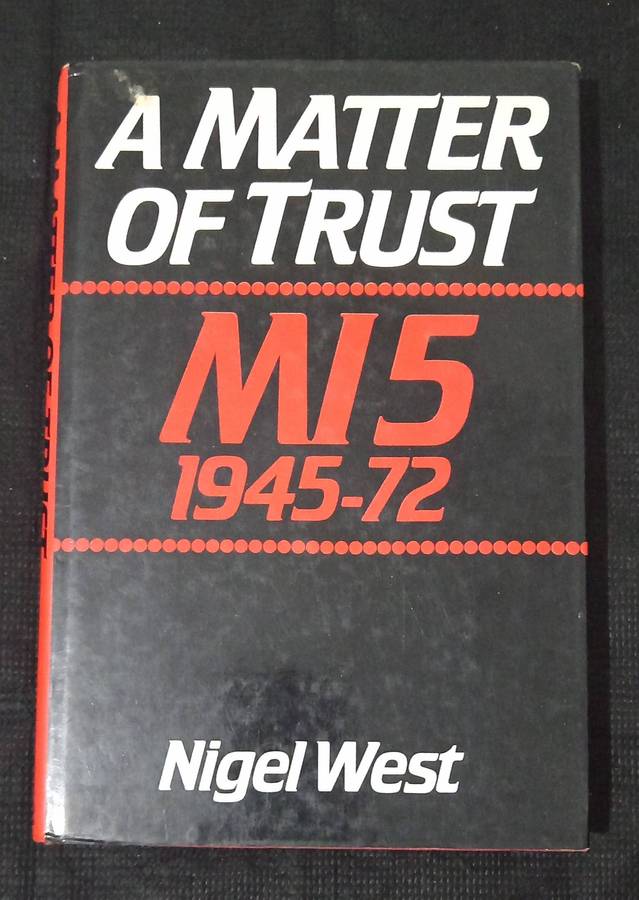 A MATTER
OF TRUST
MI5
1945-72
Nigel West